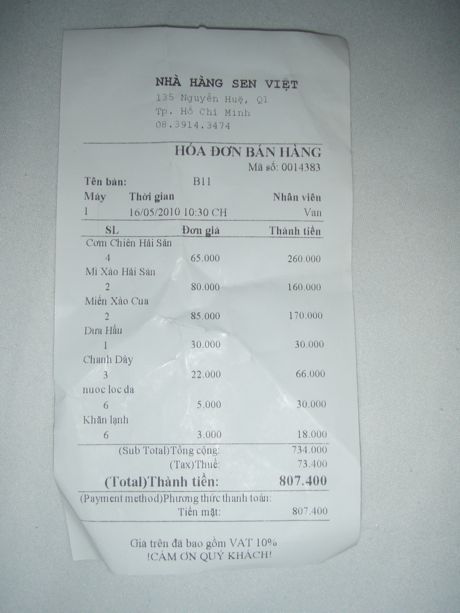 NHÀ HÀNG SEN VIỆT
135 Nguyễn Huệ, Q1
Tp. Hồ Chí Minh
08.3914.3474
HÓA ĐƠN BÁN HÀNG
Mã số: 0014383
Tên bàn: B11
Máy Thời gian Nhân viên
1 16/05/2010 10:30 CH Van
SL Đơn giá Thành tiền
Cơm Chiên Hải Sản
4 65.000 260.000
Mì Xào Hải Sản
2 80.000 160.000
Miến Xào Cua
2 85.000 170.000
Dưa Hấu
1 30.000 30.000
Chanh Dây
3 22.000 66.000
nuoc loc da
6 5.000 30.000
Khăn lạnh
6 3.000 18.000
(Sub Total)Tổng cộng: 734.000
(Tax)Thuế: 73.400
(Total)Thành tiền: 807.400
(Payment method)Phương thức thanh toán:
Tiền mặt: 807.400
Giá trên đã bao gồm VAT 10%
!CÁM ƠN QUÝ KHÁCH!